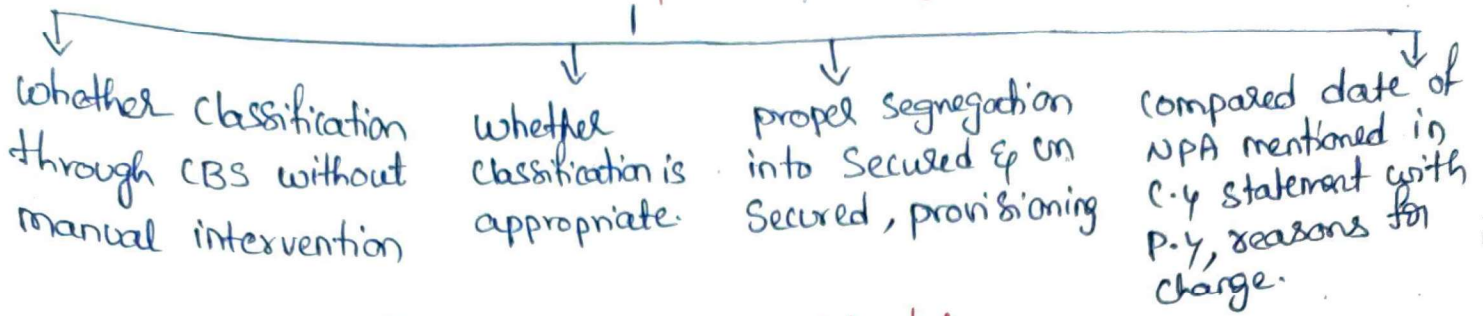 whether classification
through CBS without
manual intervention
whether
classification is
appropriate.
proper segregation
into Secured & un
Secured, provisioning
compared date of
NPA mentioned in
C.y statement with
P.y, reasons for
change.